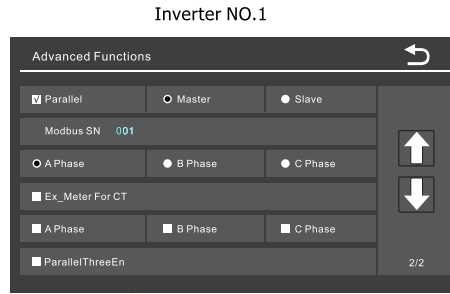 Inverter NO.1
Advanced Functions
Parallel Master Slave
Modbus SN 001
A Phase B Phase C Phase
Ex_Meter For CT
A Phase B Phase C Phase
ParallelThreeEn
2/2